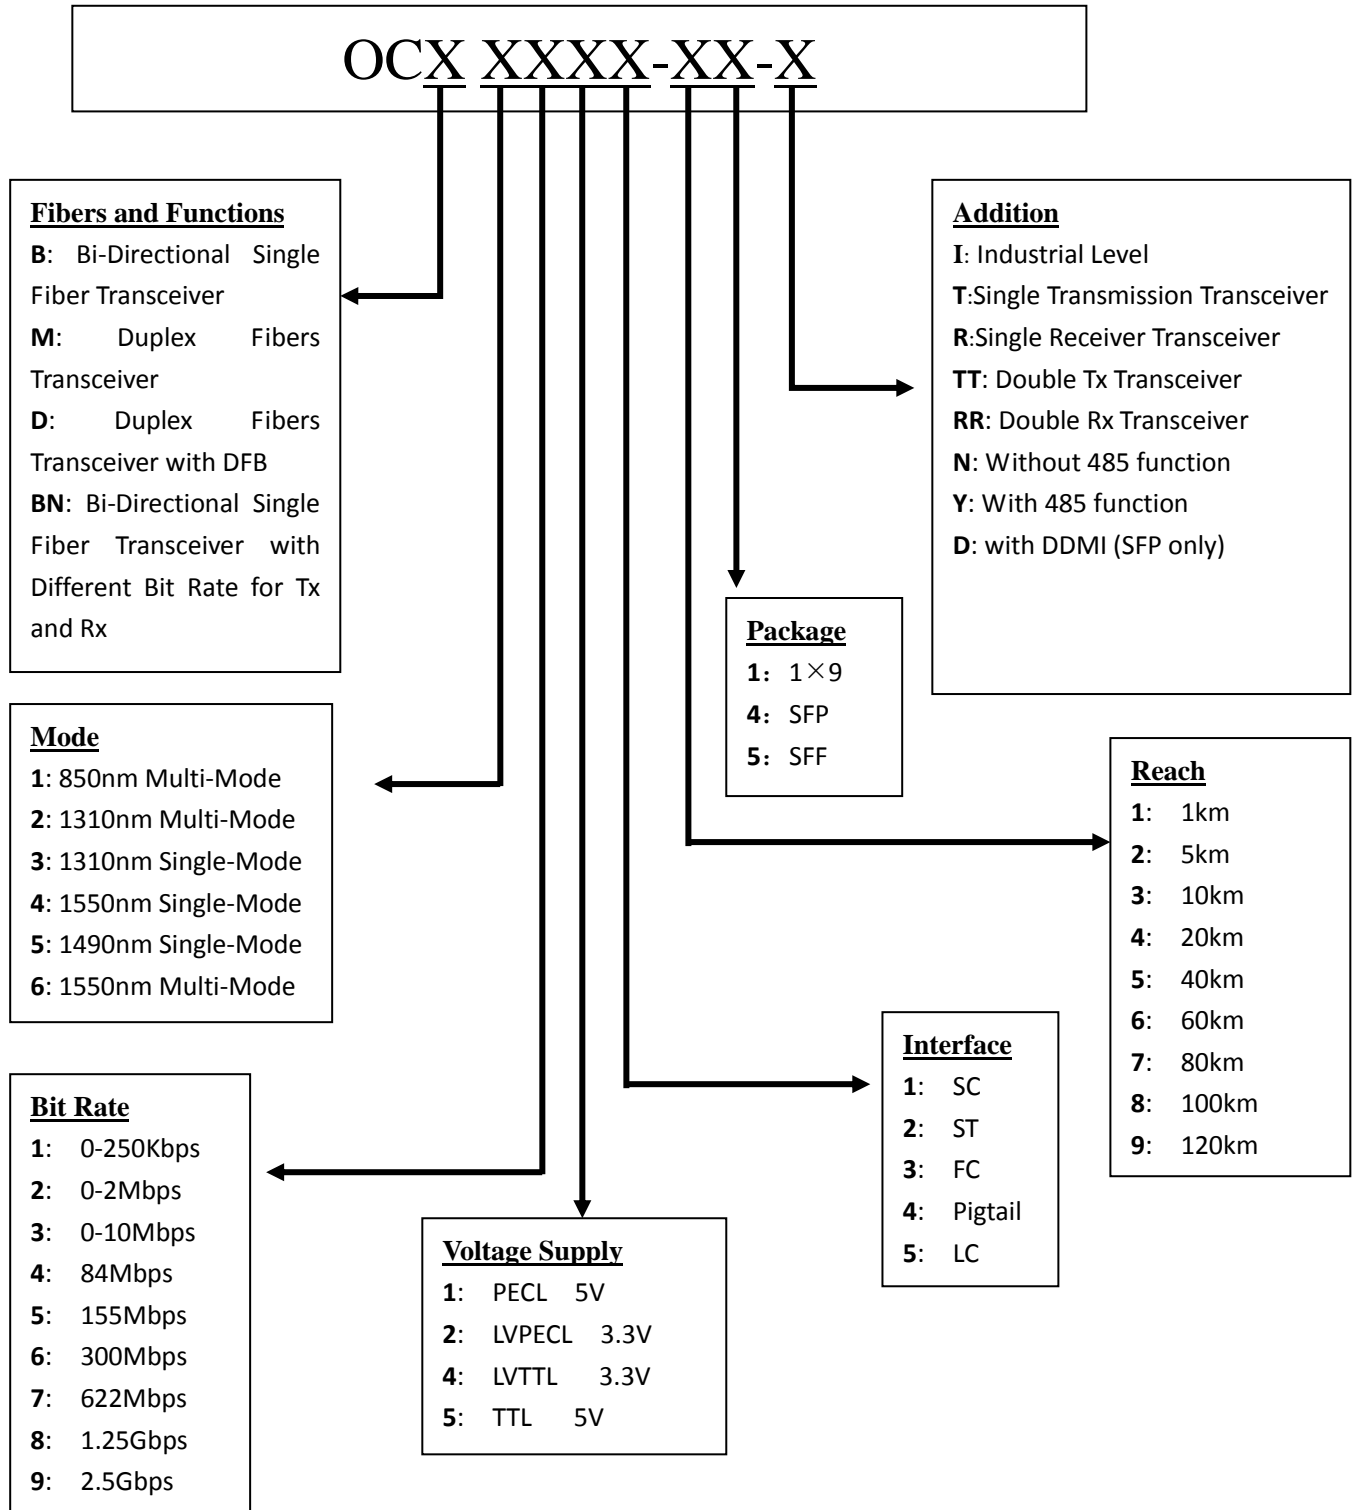 OCX XXXX-XX-X
Fibers and Functions
B: Bi-Directional Single
Fiber Transceiver
M: Duplex Fibers
Transceiver
D: Duplex Fibers
Transceiver with DFB
BN: Bi-Directional Single
Fiber Transceiver with
Different Bit Rate for Tx
and Rx
Addition
I: Industrial Level
T:Single Transmission Transceiver
R:Single Receiver Transceiver
TT: Double Tx Transceiver
RR: Double Rx Transceiver
N: Without 485 function
Y: With 485 function
D: with DDMI (SFP only)
Package
1: 1×9
4: SFP
5: SFF
Mode
1: 850nm Multi-Mode
2: 1310nm Multi-Mode
3: 1310nm Single-Mode
4: 1550nm Single-Mode
5: 1490nm Single-Mode
6: 1550nm Multi-Mode
Reach
1: 1km
2: 5km
3: 10km
4: 20km
5: 40km
6: 60km
7: 80km
8: 100km
9: 120km
Interface
1: SC
2: ST
3: FC
4: Pigtail
5: LC
Bit Rate
1: 0-250Kbps
2: 0-2Mbps
3: 0-10Mbps
4: 84Mbps
5: 155Mbps
6: 300Mbps
7: 622Mbps
8: 1.25Gbps
9: 2.5Gbps
Voltage Supply
1: PECL 5V
2: LVPECL 3.3V
4: LVTTL 3.3V
5: TTL 5V